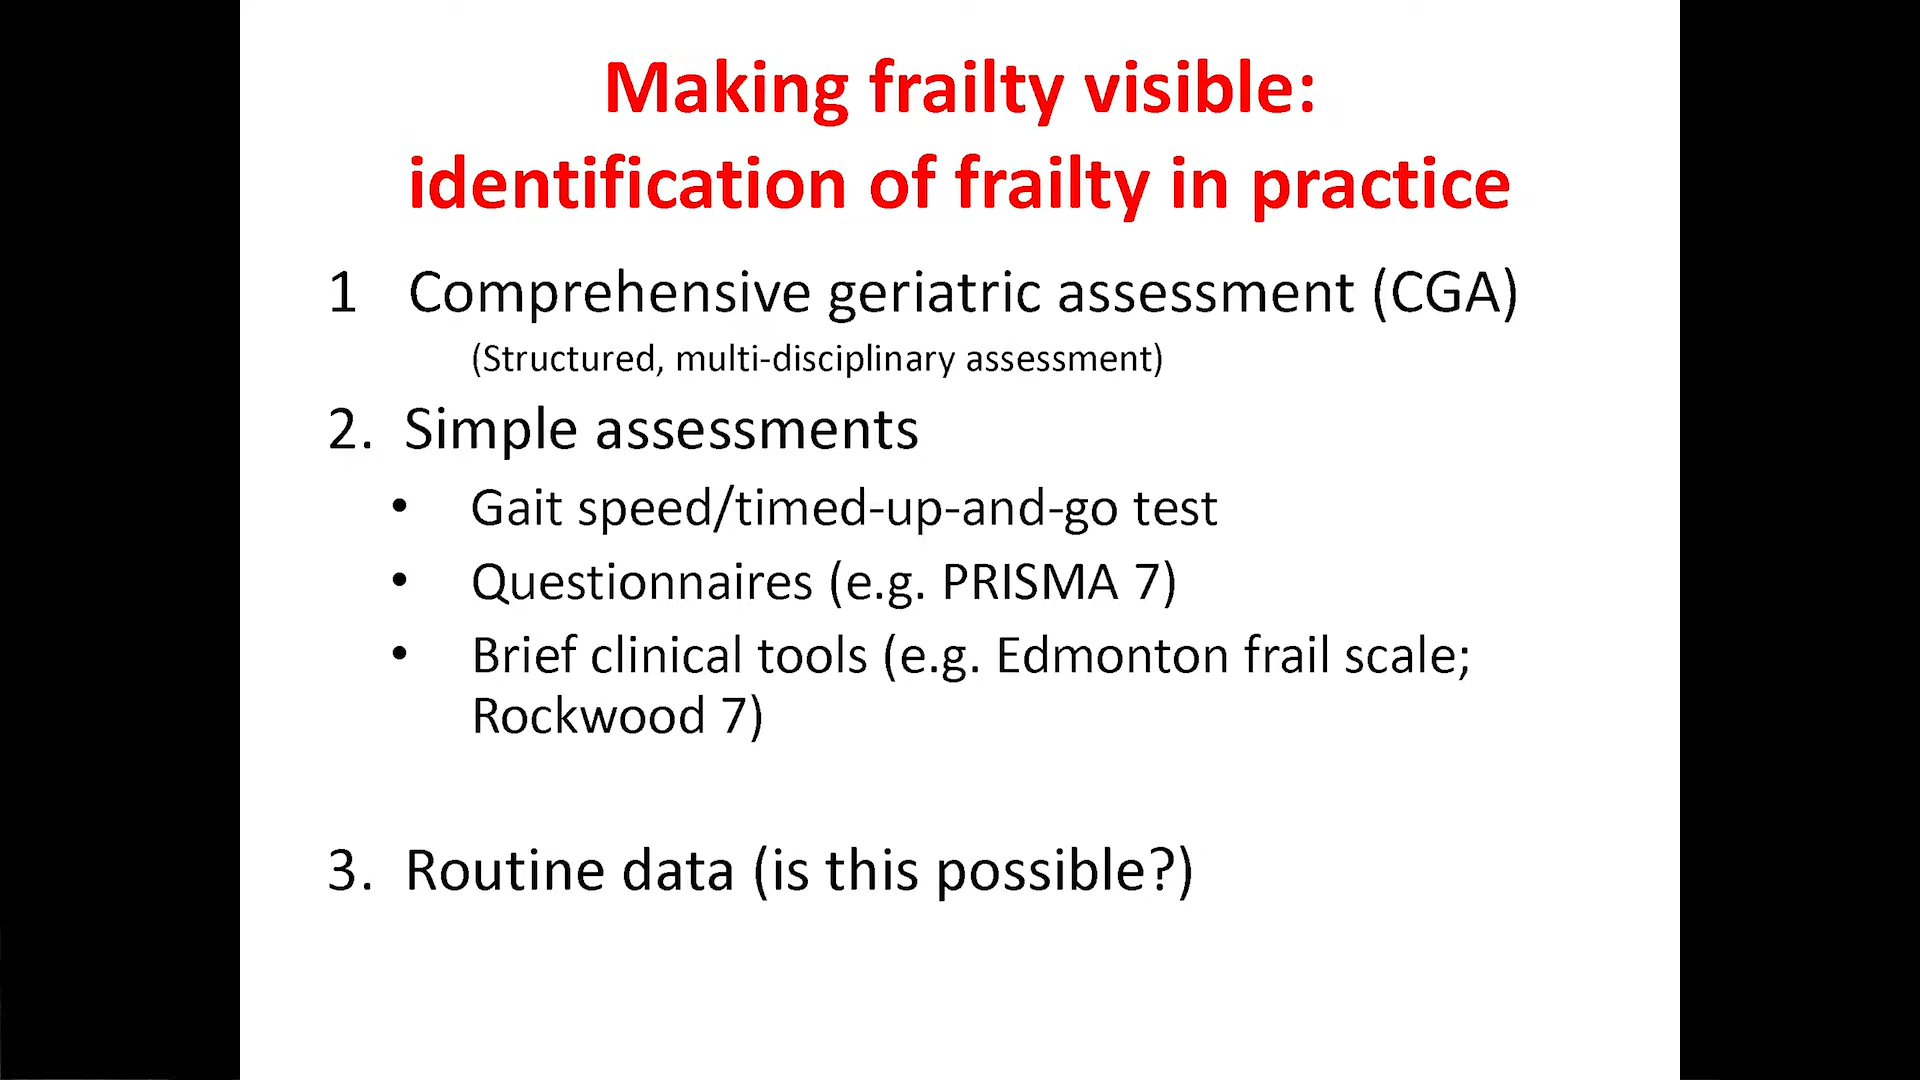 Making frailty visible:
identification of frailty in practice
1 Comprehensive geriatric assessment (CGA)
(Structured, multi-disciplinary assessment)
2. Simple assessments
• Gait speed/timed-up-and-go test
• Questionnaires (e.g. PRISMA 7)
• Brief clinical tools (e.g. Edmonton frail scale;
Rockwood 7)
3. Routine data (is this possible?)